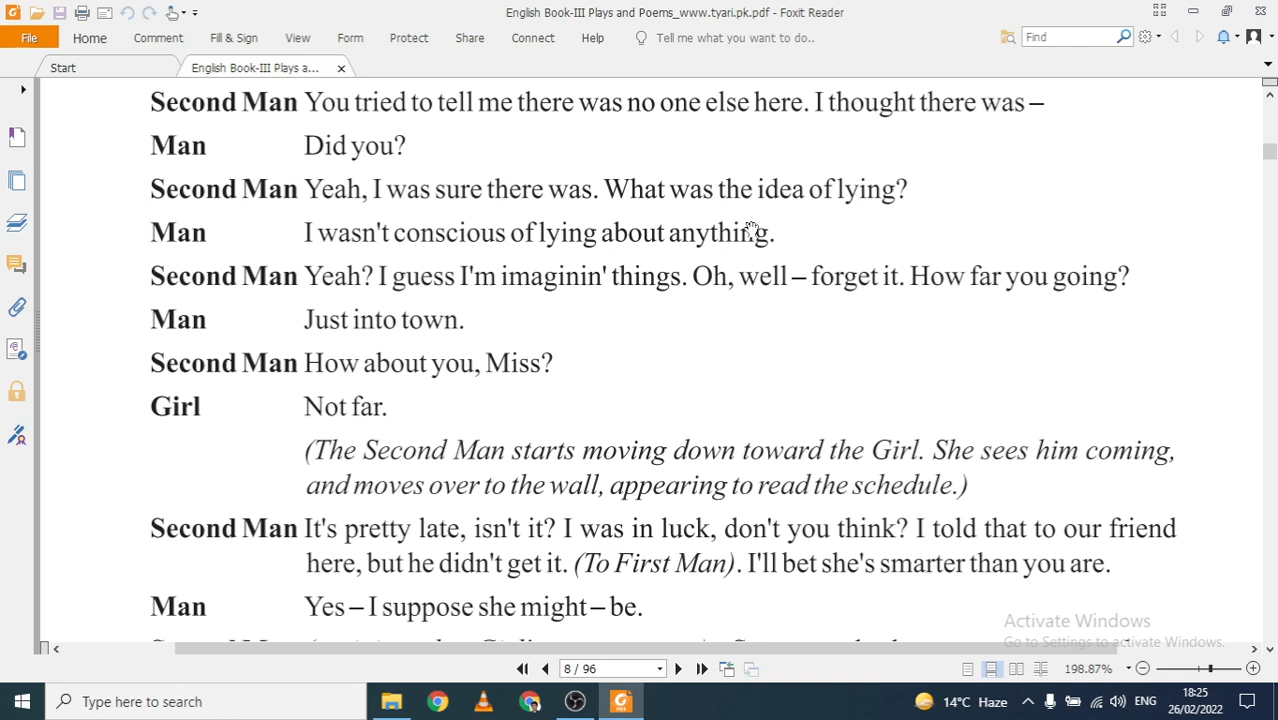 English Book-III Plays and Poems_www.tyari.pk.pdf - Foxit Reader
File Home Comment Fill & Sign View Form Protect Share Connect Help Tell me what you want to do.. Find
Start English Book-III Plays a...
Second Man You tried to tell me there was no one else here. I thought there was –
Man Did you?
Second Man Yeah, I was sure there was. What was the idea of lying?
Man I wasn't conscious of lying about anything.
Second Man Yeah? I guess I'm imaginin' things. Oh, well – forget it. How far you going?
Man Just into town.
Second Man How about you, Miss?
Girl Not far.
(The Second Man starts moving down toward the Girl. She sees him coming,
and moves over to the wall, appearing to read the schedule.)
Second Man It's pretty late, isn't it? I was in luck, don't you think? I told that to our friend
here, but he didn't get it. (To First Man). I'll bet she's smarter than you are.
Man Yes – I suppose she might – be.
Activate Windows
Go to Settings to activate Windows.
8 / 96 198.87%
Type here to search 14°C Haze ENG 18:25
26/02/2022